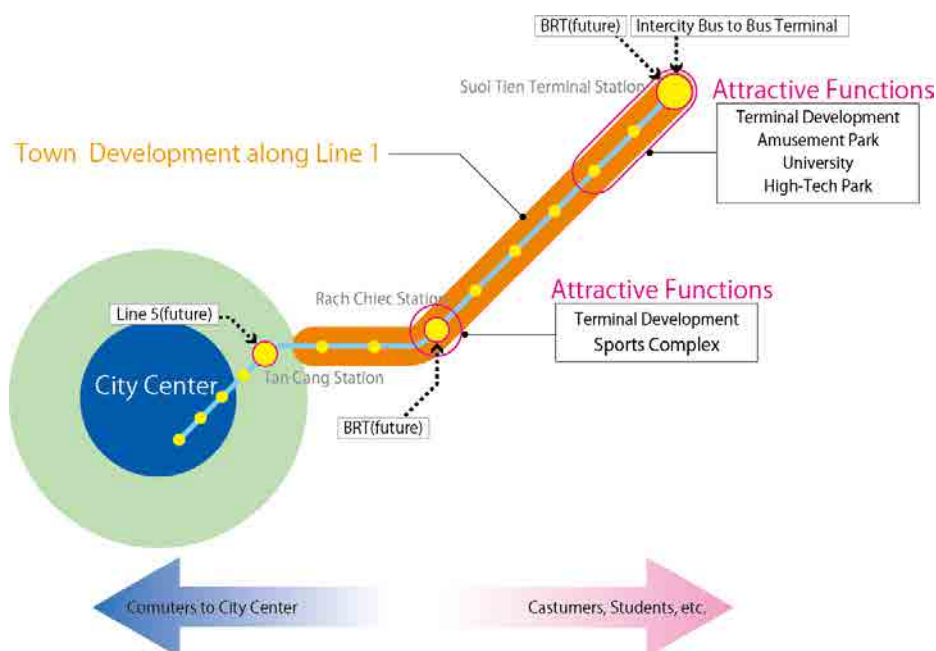 BRT(future)
Intercity Bus to Bus Terminal
Suoi Tien Terminal Station
Attractive Functions
Terminal Development
Amusement Park
University
High-Tech Park
Town Development along Line 1
Rach Chiec Station
Attractive Functions
Terminal Development
Sports Complex
Line 5(future)
City Center
Tan Cang Station
BRT(future)
Comuters to City Center
Castumers, Students, etc.